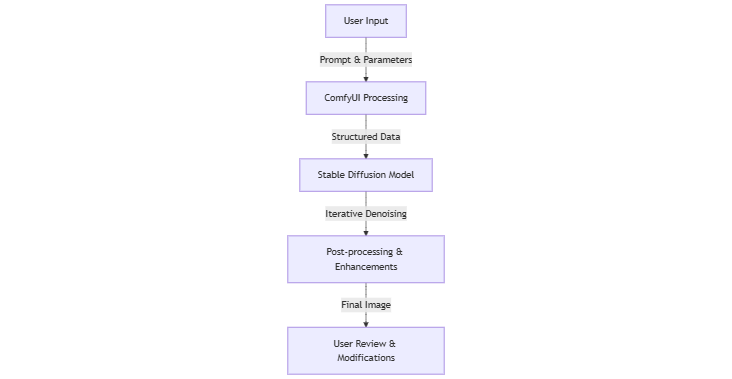 User Input
Prompt & Parameters
ComfyUI Processing
Structured Data
Stable Diffusion Model
Iterative Denoising
Post-processing &
Enhancements
Final Image
User Review &
Modifications